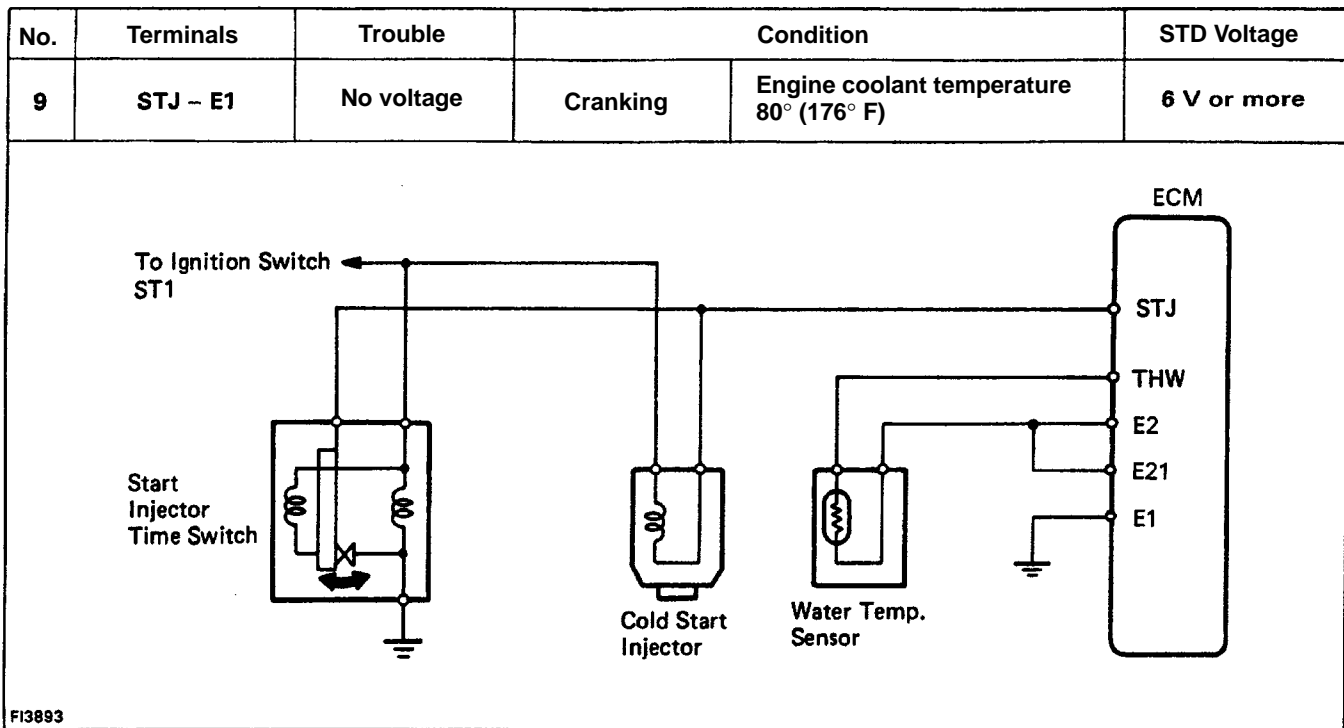 No. Terminals Trouble Condition STD Voltage
9 STJ – E1 No voltage Cranking Engine coolant temperature 80° (176° F) 6 V or more
ECM
To Ignition Switch
ST1
STJ
THW
E2
E21
E1
Start
Injector
Time Switch
Cold Start
Injector
Water Temp.
Sensor
FI3893